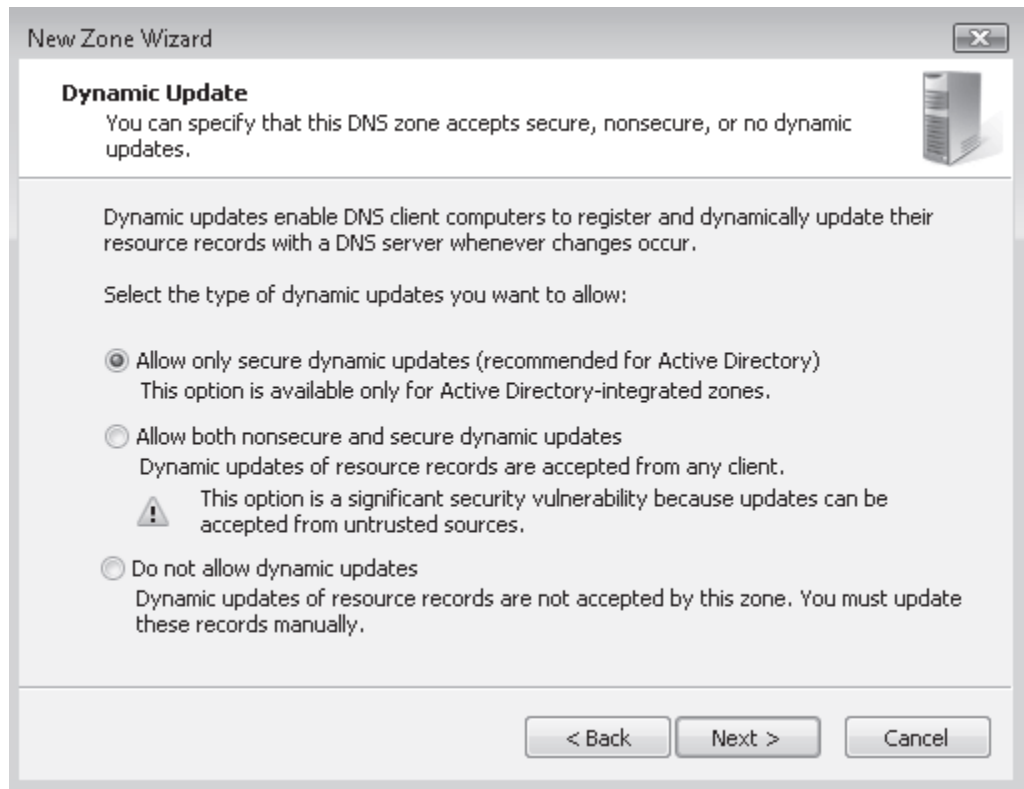 New Zone Wizard
Dynamic Update
You can specify that this DNS zone accepts secure, nonsecure, or no dynamic
updates.
Dynamic updates enable DNS client computers to register and dynamically update their
resource records with a DNS server whenever changes occur.
Select the type of dynamic updates you want to allow:
Allow only secure dynamic updates (recommended for Active Directory)
This option is available only for Active Directory-integrated zones.
Allow both nonsecure and secure dynamic updates
Dynamic updates of resource records are accepted from any client.
This option is a significant security vulnerability because updates can be
accepted from untrusted sources.
Do not allow dynamic updates
Dynamic updates of resource records are not accepted by this zone. You must update
these records manually.
< Back Next > Cancel